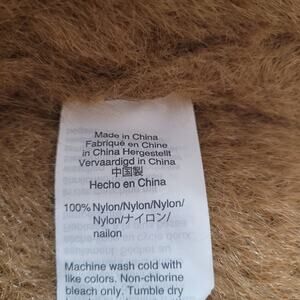 Made in China
Fabriqué en Chine
in China Hergestellt
Vervaardigd in China
中国製
Hecho en China
100% Nylon/Nylon/Nylon/
Nylon/ナイロン/
nailon
Machine wash cold with
like colors. Non-chlorine
bleach only. Tumble dry